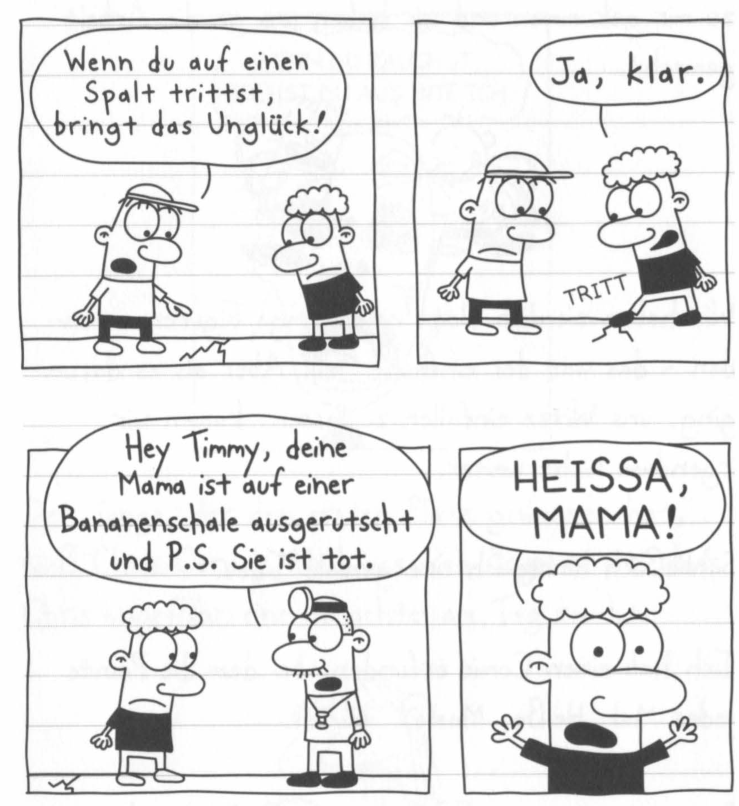 Wenn du auf einen
Spalt trittst,
bringt das Unglück!
Ja, klar.
TRITT
Hey Timmy, deine
Mama ist auf einer
Bananenschale ausgerutscht
und P.S. Sie ist tot.
HEISSA,
MAMA!